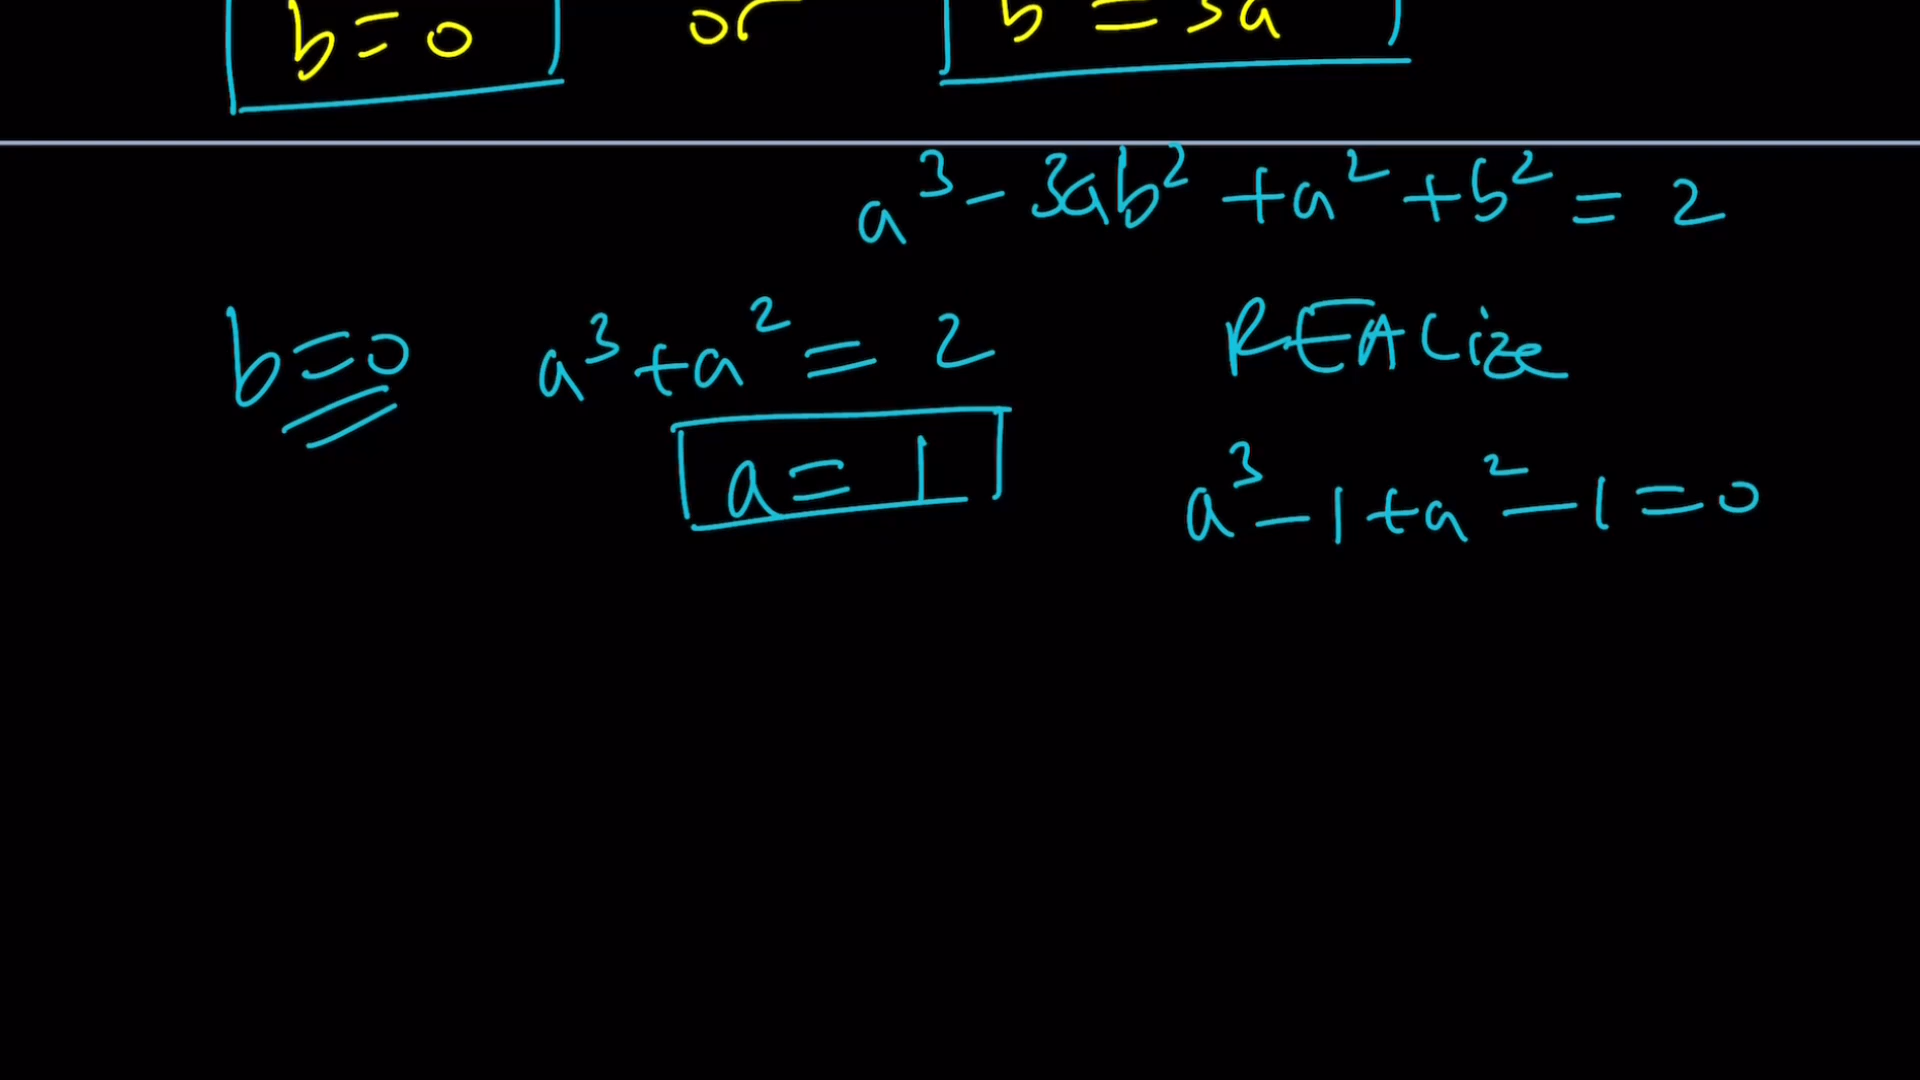 b = 0 or b = 3a
a³ - 3ab² + a² + b² = 2
b = 0 a³ + a² = 2 REALize
a = 1
a³ - 1 + a² - 1 = 0